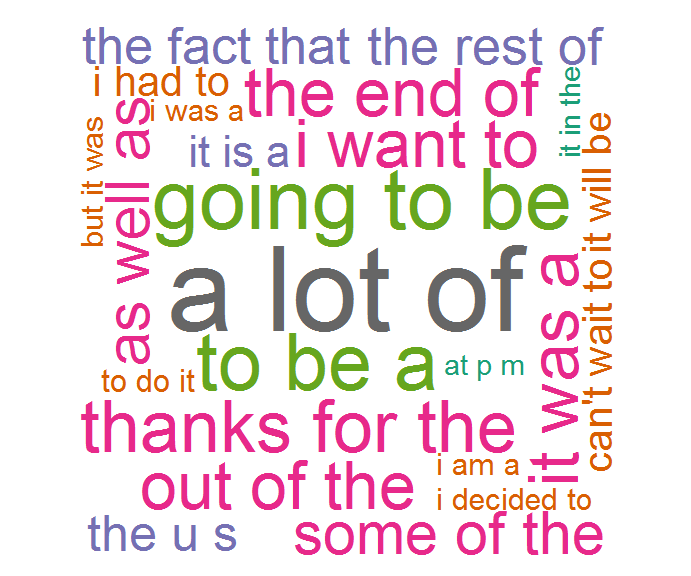 the fact that
the rest of
i had to
i was a
the end of
it in the
but it was
as well as
it is a
i want to
it will be
going to be
a lot of
it was a
can't wait to
to be a
at p m
to do it
thanks for the
i am a
out of the
i decided to
the u s
some of the